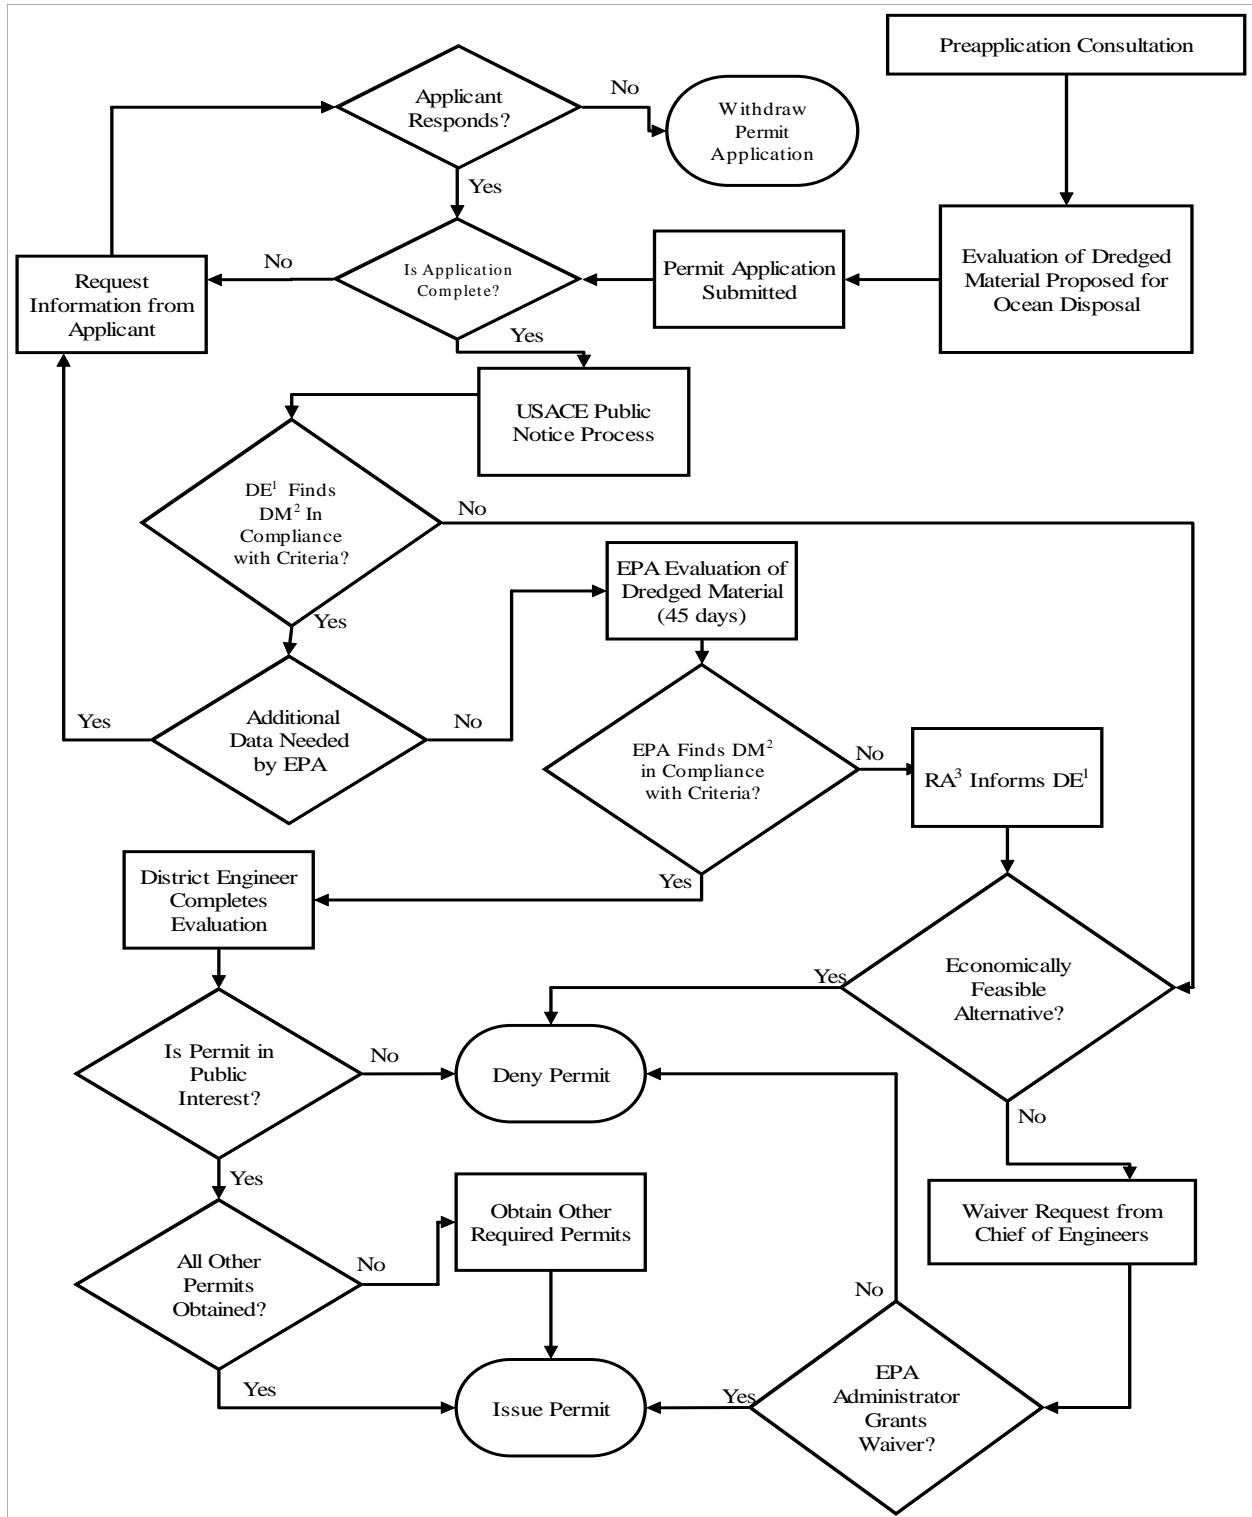 Preapplication Consultation
Applicant
Responds?
No
Withdraw
Permit
Application
Yes
Request
Information from
Applicant
No
Is Application
Complete?
Permit Application
Submitted
Evaluation of Dredged
Material Proposed for
Ocean Disposal
Yes
USACE Public
Notice Process
DE¹ Finds
DM² In
Compliance
with Criteria?
No
EPA Evaluation of
Dredged Material
(45 days)
Yes
Yes
Additional
Data Needed
by EPA
No
EPA Finds DM²
in Compliance
with Criteria?
No
RA³ Informs DE¹
Yes
District Engineer
Completes
Evaluation
Yes
Economically
Feasible
Alternative?
Is Permit in
Public
Interest?
No
Deny Permit
No
Yes
Obtain Other
Required Permits
Waiver Request from
Chief of Engineers
All Other
Permits
Obtained?
No
No
Yes
Issue Permit
Yes
EPA
Administrator
Grants
Waiver?